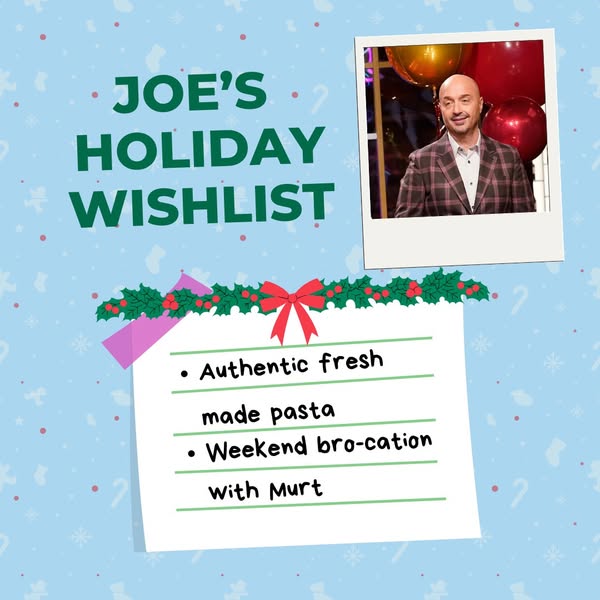 JOE'S
HOLIDAY
WISHLIST
• Authentic fresh
made pasta
• Weekend bro-cation
with Murt